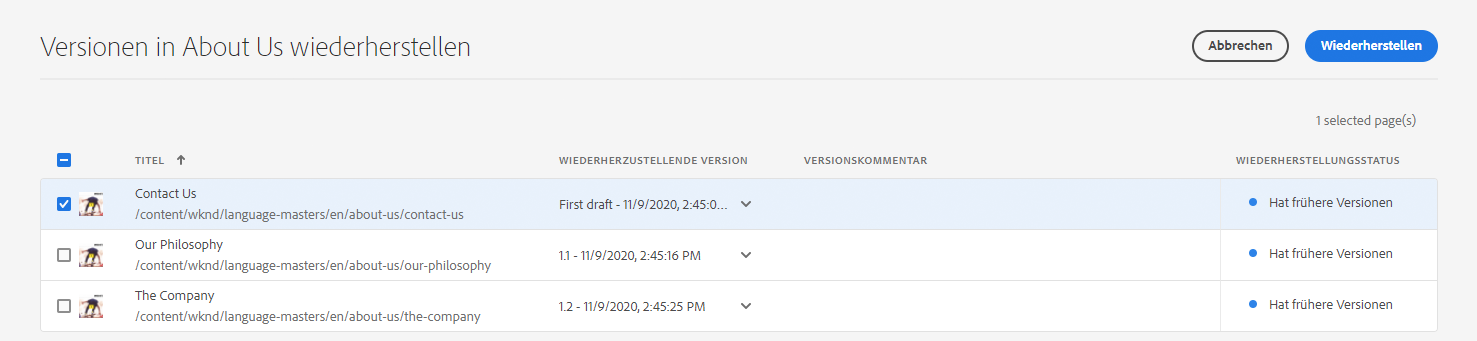 Versionen in About Us wiederherstellen
Abbrechen
Wiederherstellen
1 selected page(s)
TITEL
WIEDERHERZUSTELLENDE VERSION
VERSIONSKOMMENTAR
WIEDERHERSTELLUNGSSTATUS
Contact Us
/content/wknd/language-masters/en/about-us/contact-us
First draft - 11/9/2020, 2:45:0...
Hat frühere Versionen
Our Philosophy
/content/wknd/language-masters/en/about-us/our-philosophy
1.1 - 11/9/2020, 2:45:16 PM
Hat frühere Versionen
The Company
/content/wknd/language-masters/en/about-us/the-company
1.2 - 11/9/2020, 2:45:25 PM
Hat frühere Versionen